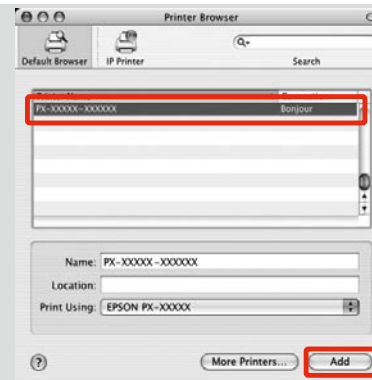 Printer Browser
Default Browser
IP Printer
Search
PX-XXXXX-XXXXXX Bonjour
Name: PX-XXXXX-XXXXXX
Location:
Print Using: EPSON PX-XXXXX
? More Printers... Add